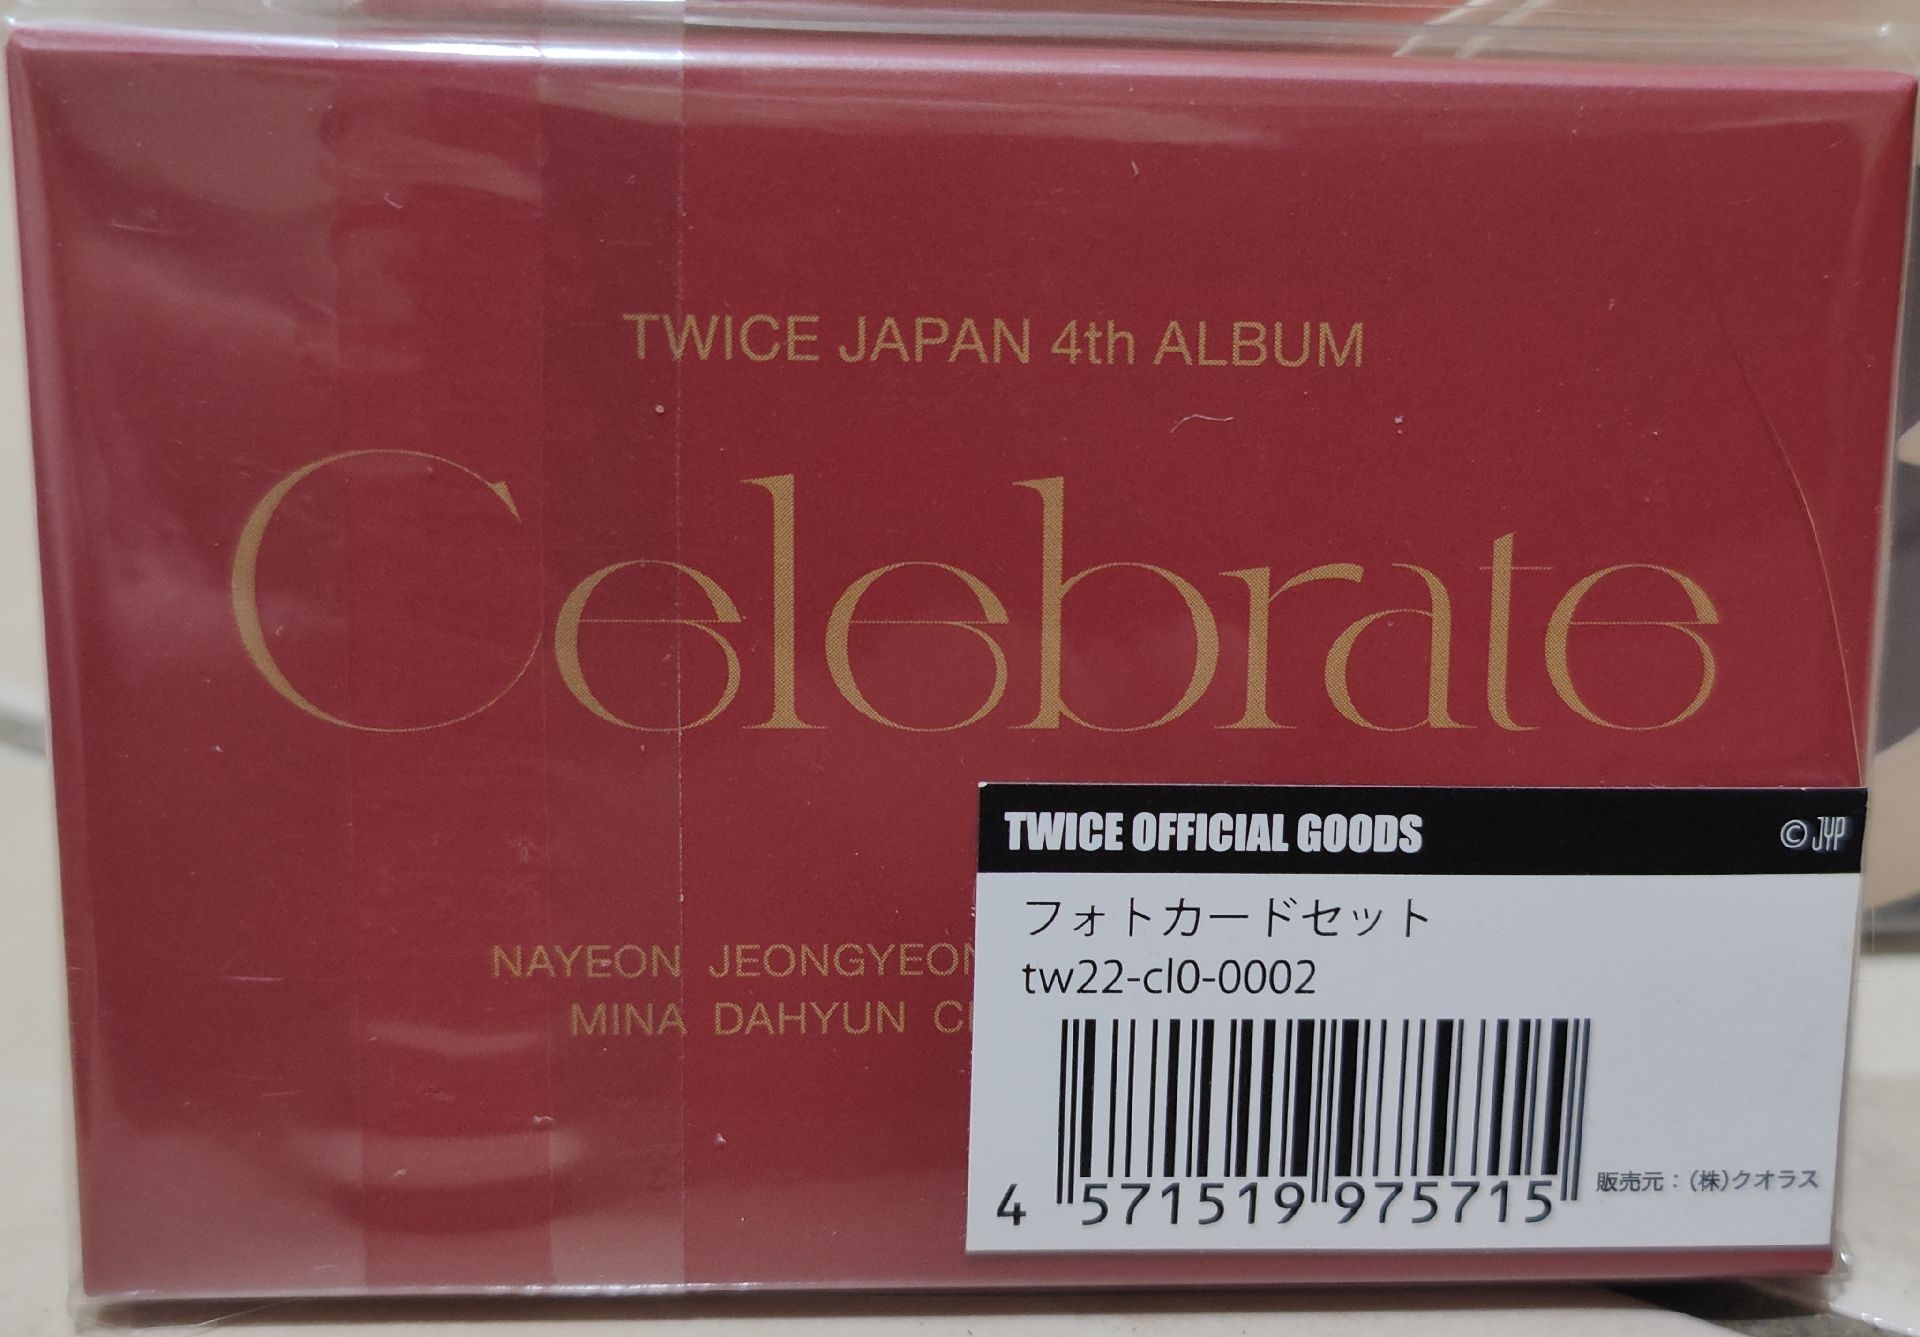 TWICE JAPAN 4th ALBUM
Celebrate
NAYEON JEONGYEON
MINA DAHYUN
TWICE OFFICIAL GOODS
© JYP
フォトカードセット
tw22-cl0-0002
4 571519 975715
販売元：(株)クオラス